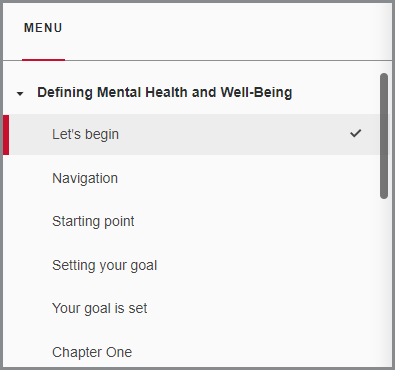 MENU
Defining Mental Health and Well-Being
Let's begin
Navigation
Starting point
Setting your goal
Your goal is set
Chapter One